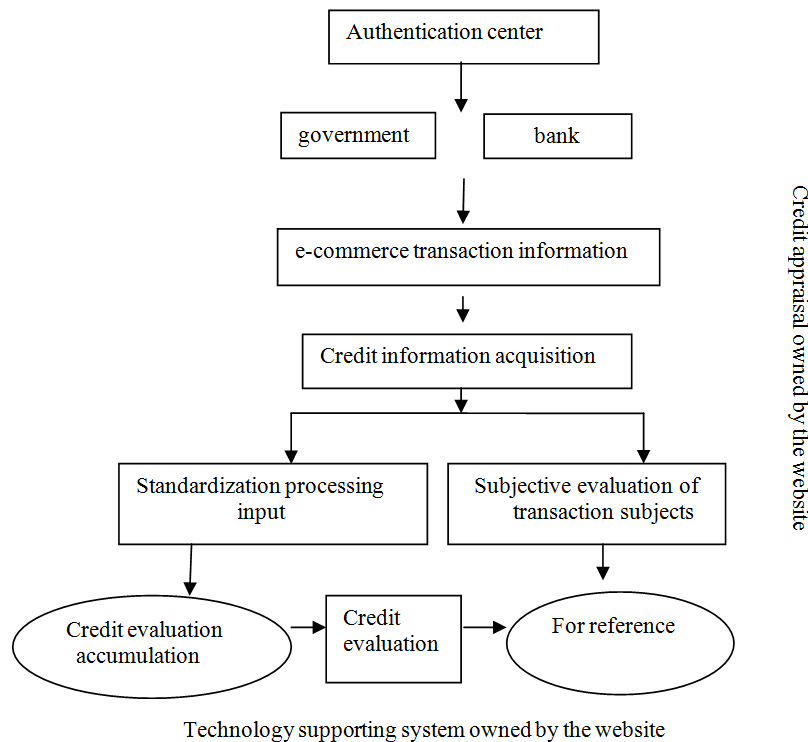 Authentication center
government
bank
e-commerce transaction information
Credit information acquisition
Standardization processing
input
Subjective evaluation of
transaction subjects
Credit evaluation
accumulation
Credit
evaluation
For reference
Technology supporting system owned by the website
Credit appraisal owned by the website